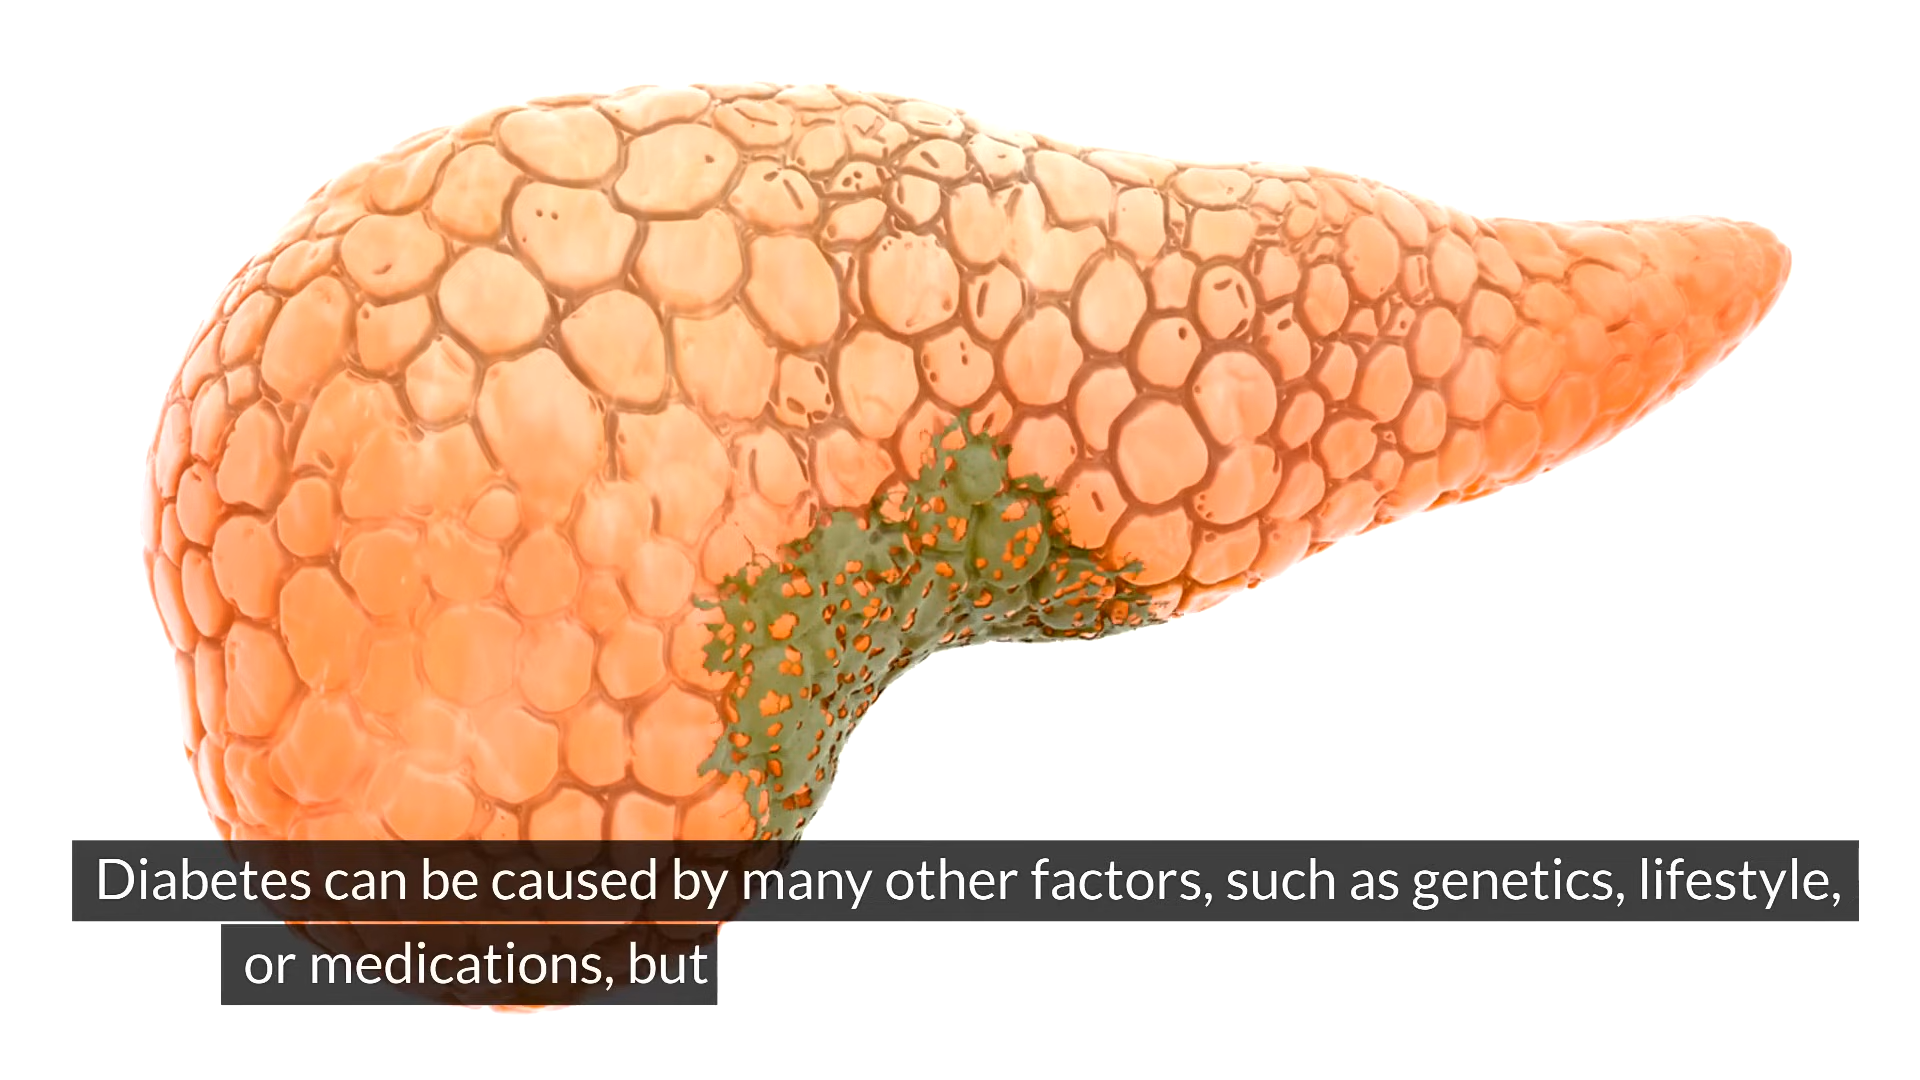 Diabetes can be caused by many other factors, such as genetics, lifestyle,
or medications, but